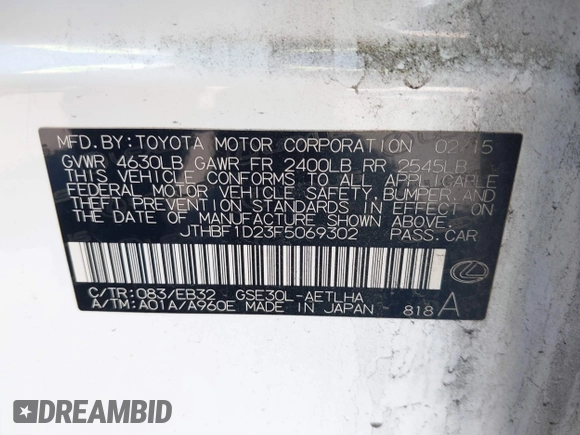 MFD.BY:TOYOTA MOTOR CORPORATION 02/15
GVWR 4630LB GAWR FR 2400LB RR 2545LB
THIS VEHICLE CONFORMS TO ALL APPLICABLE
FEDERAL MOTOR VEHICLE SAFETY, BUMPER, AND
THEFT PREVENTION STANDARDS IN EFFECT ON
THE DATE OF MANUFACTURE SHOWN ABOVE.
JTHBF1D23F5069302 PASS.CAR
C/TR:083/EB32 GSE30L-AETLHA
A/TM:A01A/A960E MADE IN JAPAN 818A
DREAMBID